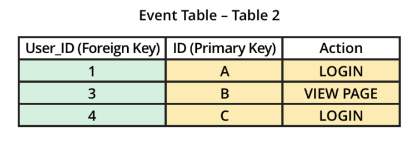 Event Table – Table 2
User_ID (Foreign Key) ID (Primary Key) Action
1 A LOGIN
3 B VIEW PAGE
4 C LOGIN